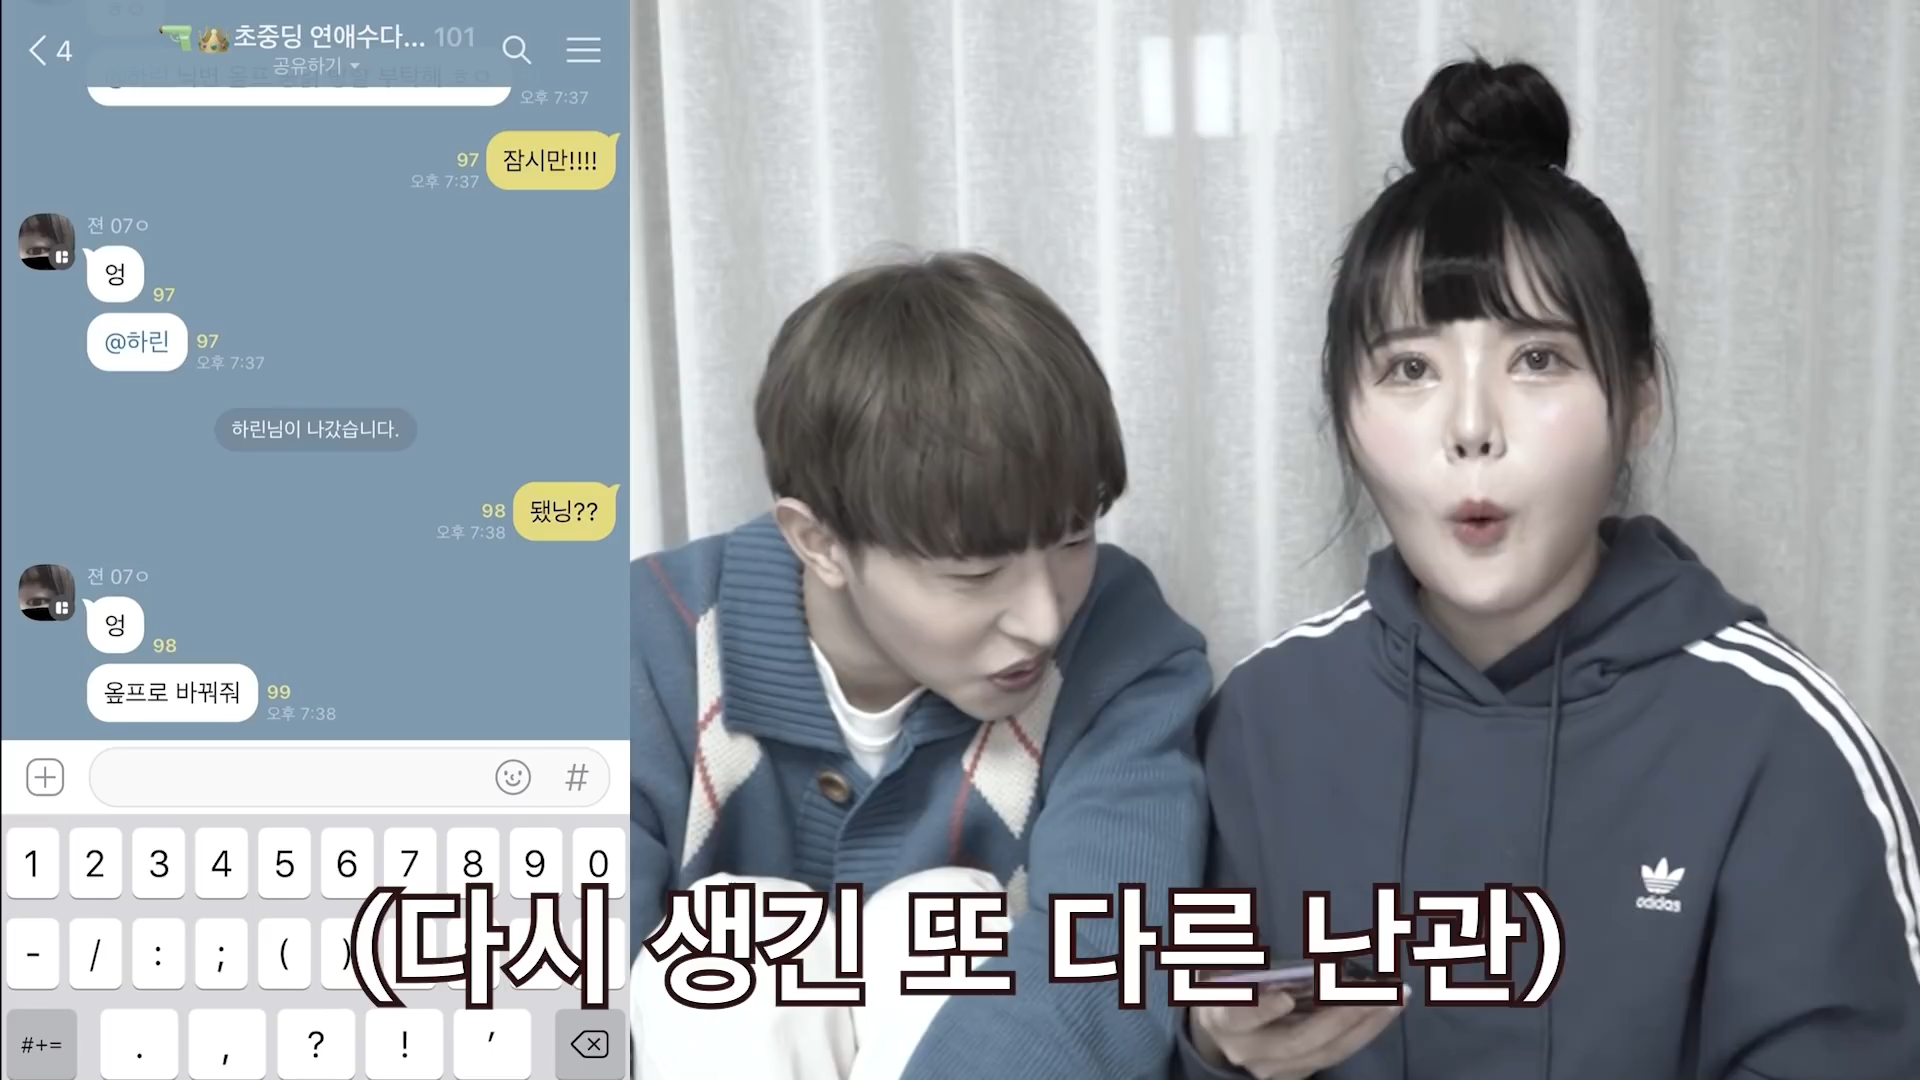 4
초중딩 연애수다... 101
공유하기
오후 7:37
잠시만!!!!
97
오후 7:37
젼 07ㅇ
엉
97
@하린
97
오후 7:37
하린님이 나갔습니다.
됐닝??
98
오후 7:38
젼 07ㅇ
엉
98
옾프로 바꿔줘
99
오후 7:38
#
1 2 3 4 5 6 7 8 9 0
- / : ; ( )
#+= . , ? ! ’
(다시 생긴 또 다른 난관)
adidas